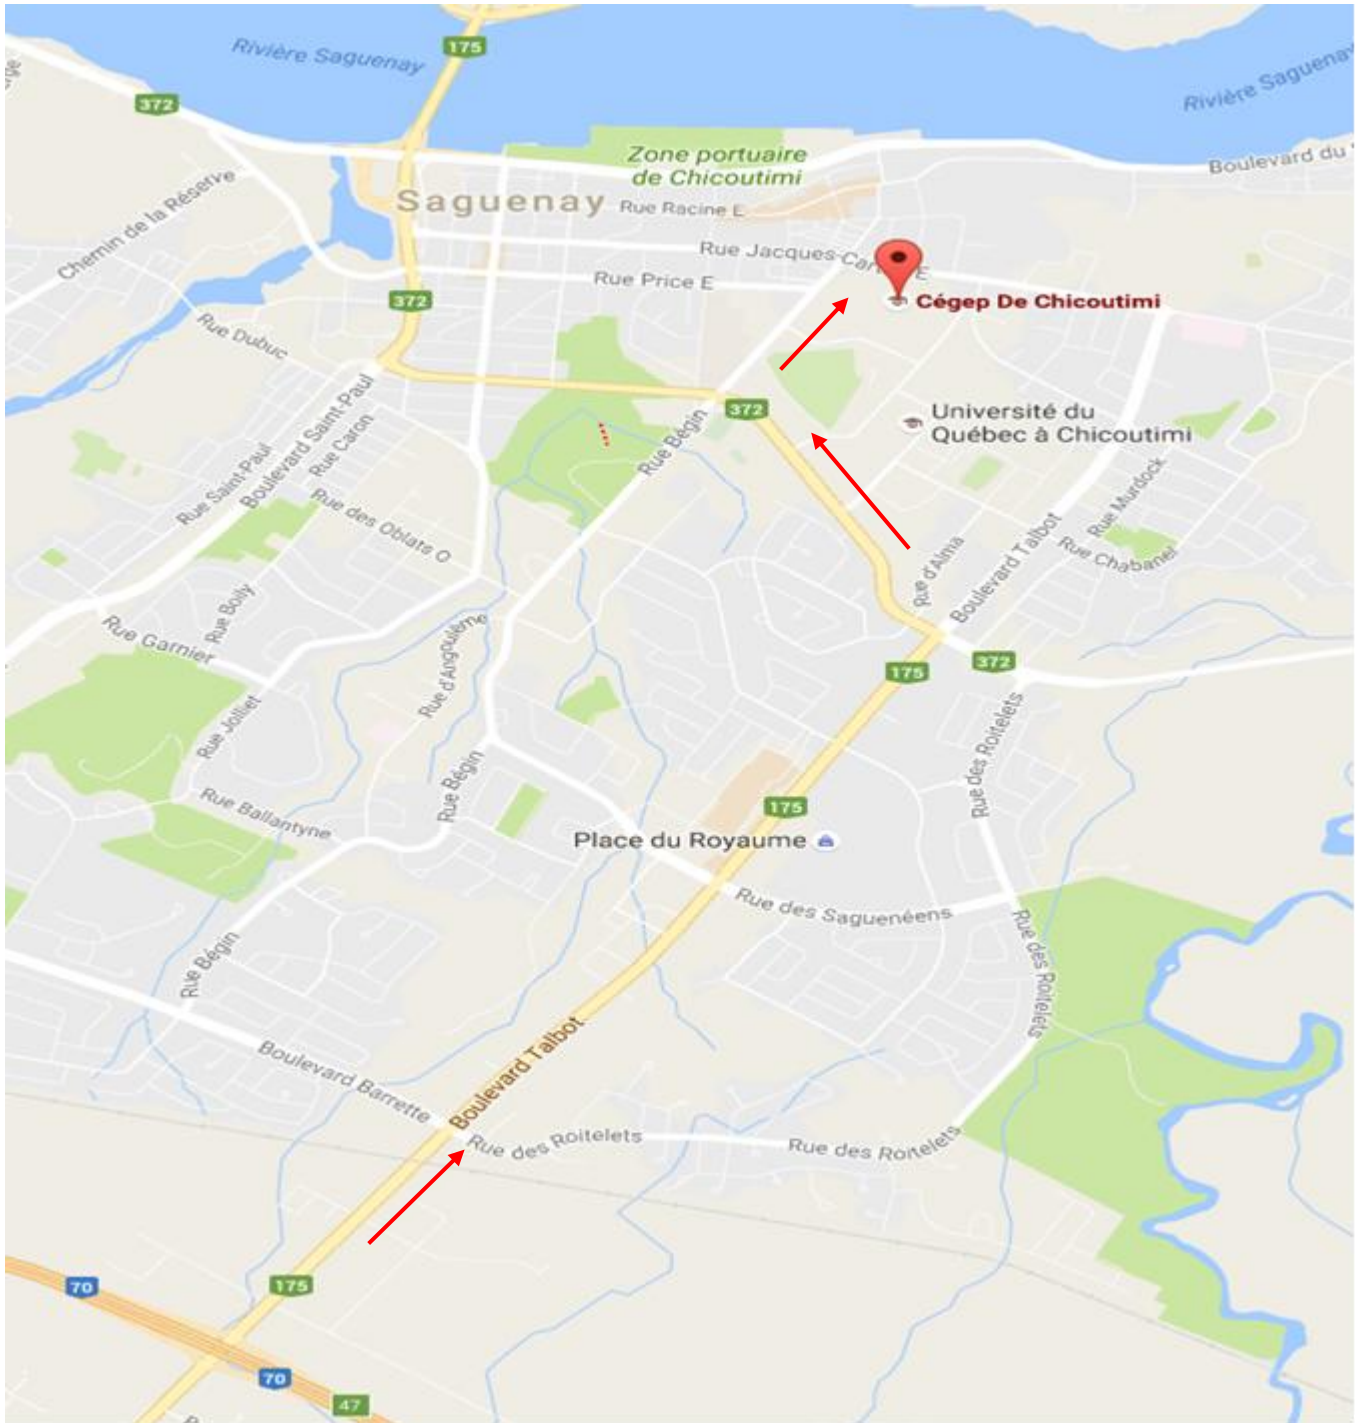 175
Rivière Saguenay
Rivière Saguenay
372
Zone portuaire
de Chicoutimi
Boulevard du
Chemin de la Réserve
Saguenay
Rue Racine E
Rue Jacques-Car E
Rue Price E
372
Cégep De Chicoutimi
Rue Dubuc
372
Université du
Québec à Chicoutimi
Boulevard Saint-Paul
Rue Caron
Rue Saint-Paul
Rue Bégin
Rue des Oblats O
Rue Murdock
Rue Chabanel
Rue d'Alma
Boulevard Talbot
Rue Boily
Rue Garnier
Rue d'Angoulême
372
175
Rue Jolliet
Rue des Roitelets
Rue Bégin
Rue Ballantyne
175
Place du Royaume
Rue des Saguenéens
Rue Bégin
Rue des Roitelets
Boulevard Barrette
Boulevard Talbot
Rue des Roitelets
Rue des Roitelets
70
175
70
47